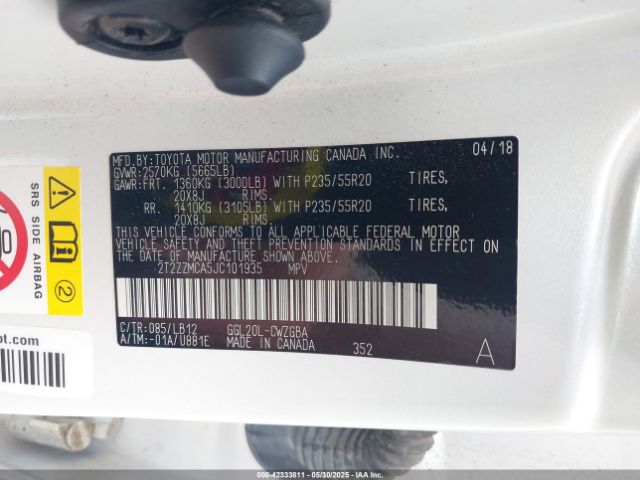 MFD.BY:TOYOTA MOTOR MANUFACTURING CANADA INC. 04/18
GVWR:2570KG (5665LB)
GAWR:FRT. 1360KG (3000LB) WITH P235/55R20 TIRES,
20X8J RIMS
RR. 1410KG (3105LB) WITH P235/55R20 TIRES,
20X8J RIMS
THIS VEHICLE CONFORMS TO ALL APPLICABLE FEDERAL MOTOR
VEHICLE SAFETY AND THEFT PREVENTION STANDARDS IN EFFECT ON
THE DATE OF MANUFACTURE SHOWN ABOVE.
2T2ZZMCA5JC101935 MPV
C/TR:085/LB12 GGL20L-CWZGBA
A/TM:-01A/U881E MADE IN CANADA 352 A
SRS SIDE AIRBAG
2
ot.com
000-42333811 - 05/30/2025 - IAAI